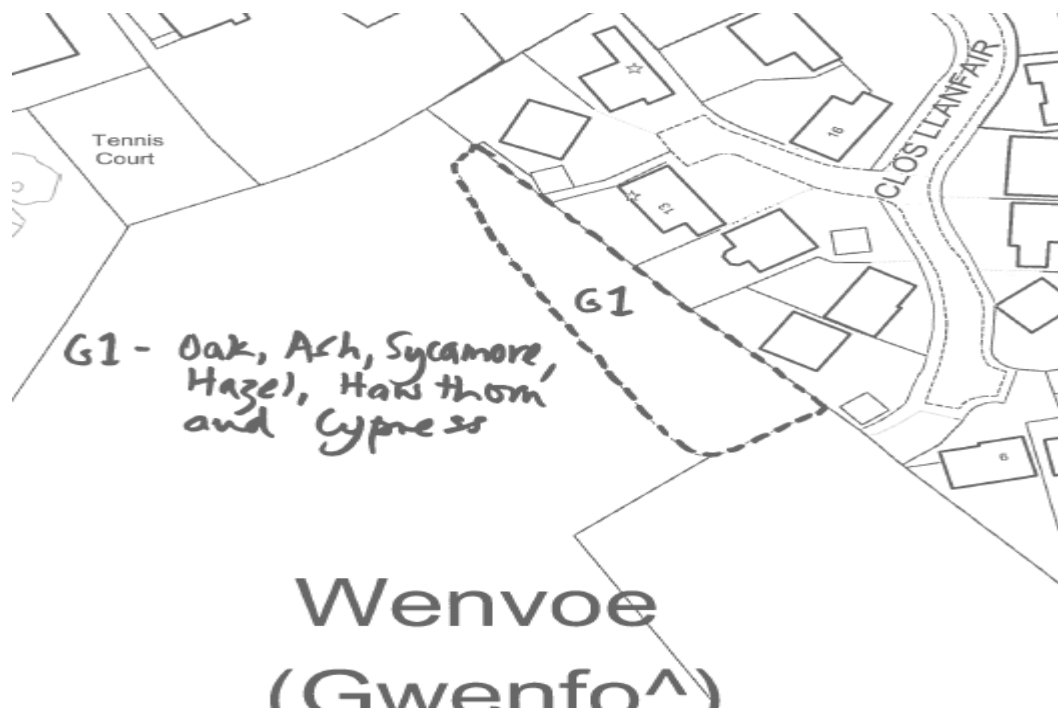 Tennis
Court
16
CLOS LLANFAIR
13
G1
G1 - Oak, Ash, Sycamore,
Hazel, Hawthorn
and Cypress
6
Wenvoe
(Gwenfo^)